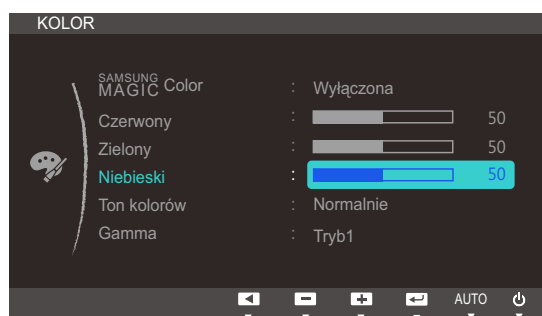 KOLOR
SAMSUNG MAGIC Color : Wyłączona
Czerwony : 50
Zielony : 50
Niebieski : 50
Ton kolorów : Normalnie
Gamma : Tryb1
AUTO